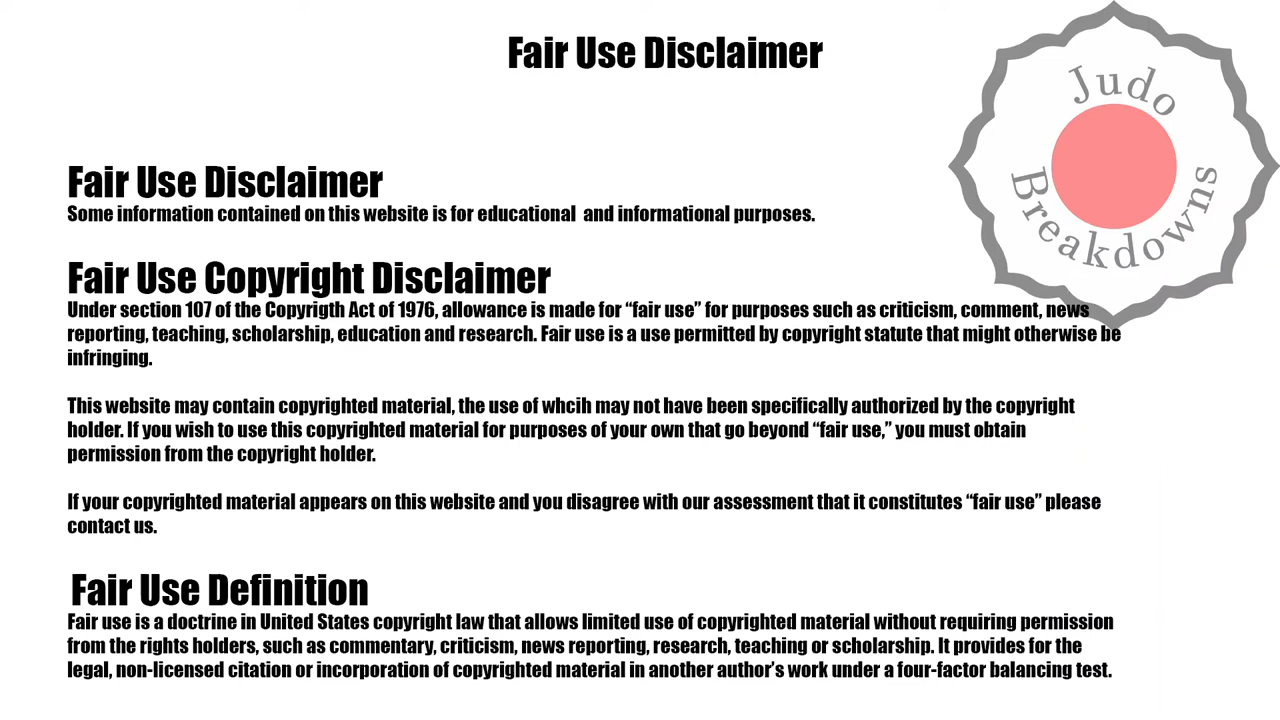 Fair Use Disclaimer
Judo
Breakdowns
Fair Use Disclaimer
Some information contained on this website is for educational  and informational purposes.
Fair Use Copyright Disclaimer
Under section 107 of the Copyrigth Act of 1976, allowance is made for “fair use” for purposes such as criticism, comment, news
reporting, teaching, scholarship, education and research. Fair use is a use permitted by copyright statute that might otherwise be
infringing.
This website may contain copyrighted material, the use of whcih may not have been specifically authorized by the copyright
holder. If you wish to use this copyrighted material for purposes of your own that go beyond “fair use,” you must obtain
permission from the copyright holder.
If your copyrighted material appears on this website and you disagree with our assessment that it constitutes “fair use” please
contact us.
Fair Use Definition
Fair use is a doctrine in United States copyright law that allows limited use of copyrighted material without requiring permission
from the rights holders, such as commentary, criticism, news reporting, research, teaching or scholarship. It provides for the
legal, non-licensed citation or incorporation of copyrighted material in another author’s work under a four-factor balancing test.